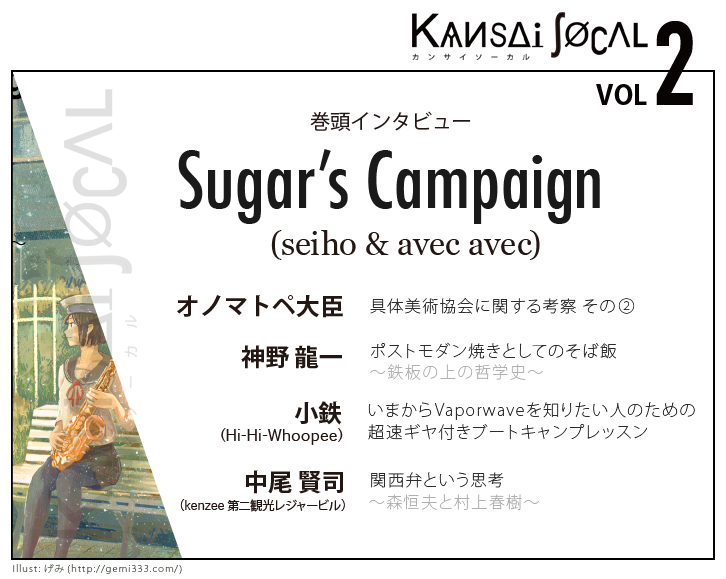 KANSAi SOCAL
カンサイソーカル
VOL 2
巻頭インタビュー
Sugar's Campaign
(seiho & avec avec)
オノマトペ大臣
具体美術協会に関する考察 その②
神野 龍一
ポストモダン焼きとしてのそば飯
〜鉄板の上の哲学史〜
小鉄
(Hi-Hi-Whoopee)
いまからVaporwaveを知りたい人のための
超速ギヤ付きブートキャンプレッスン
中尾 賢司
(kenzee 第二観光レジャービル)
関西弁という思考
〜森恒夫と村上春樹〜
AI SOCAL
ソーカル
Illust: げみ (http://gemi333.com/)